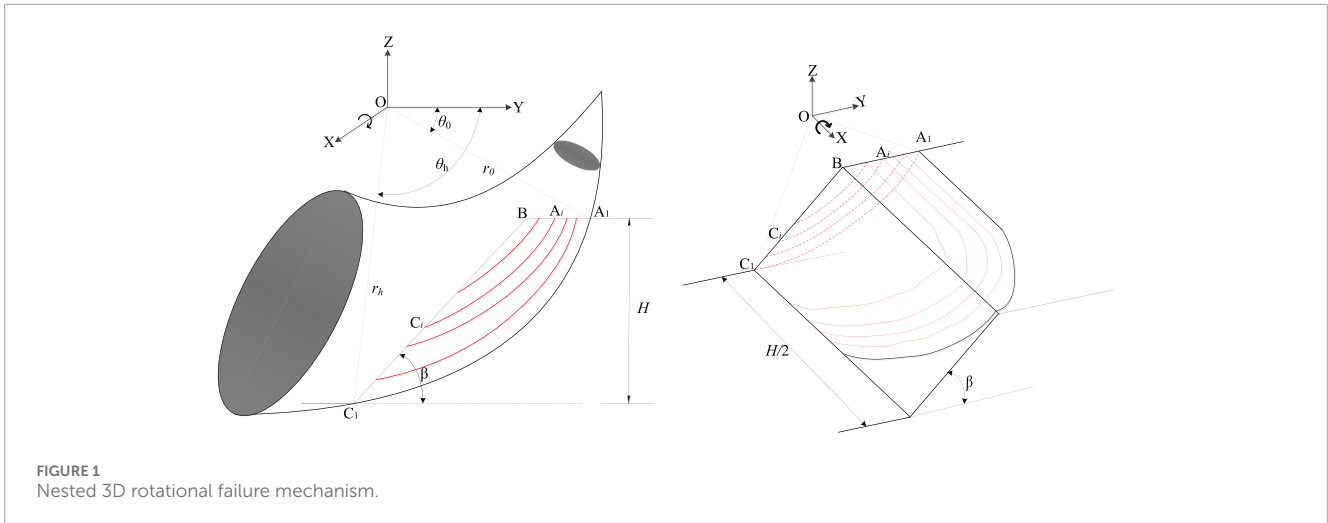 Z
O
Y
X
θ0
θh
r0
rh
B
Ai
A1
Ci
C1
β
H
Z
O
Y
X
B
Ai
A1
Ci
C1
H/2
β
FIGURE 1
Nested 3D rotational failure mechanism.